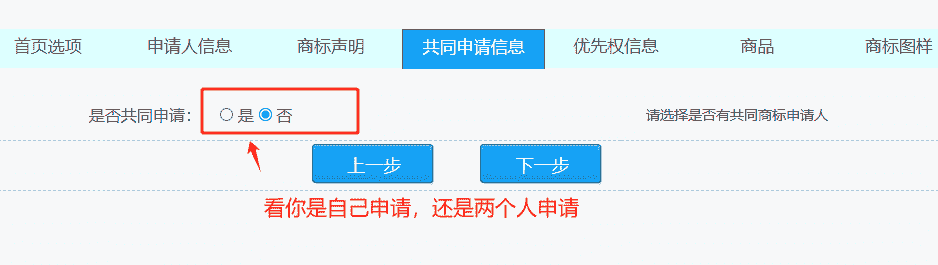 首页选项 申请人信息 商标声明 共同申请信息 优先权信息 商品 商标图样
是否共同申请： 是 否 请选择是否有共同商标申请人
上一步 下一步
看你是自己申请，还是两个人申请